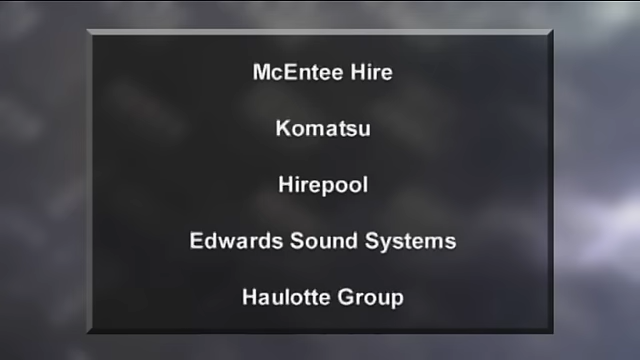 McEntee Hire
Komatsu
Hirepool
Edwards Sound Systems
Haulotte Group